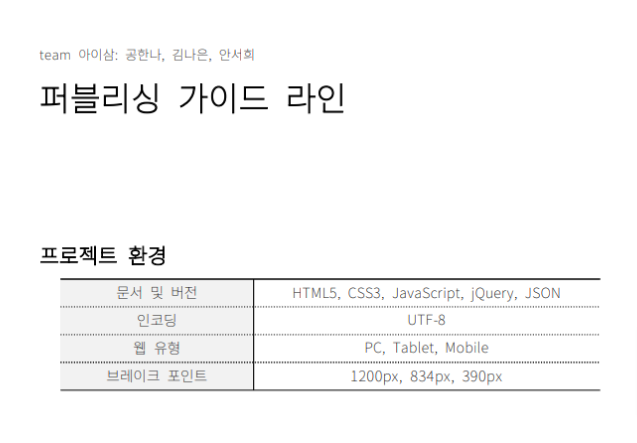 team 아이삼: 공한나, 김나은, 안서희
퍼블리싱 가이드 라인
프로젝트 환경
문서 및 버전 HTML5, CSS3, JavaScript, jQuery, JSON
인코딩 UTF-8
웹 유형 PC, Tablet, Mobile
브레이크 포인트 1200px, 834px, 390px